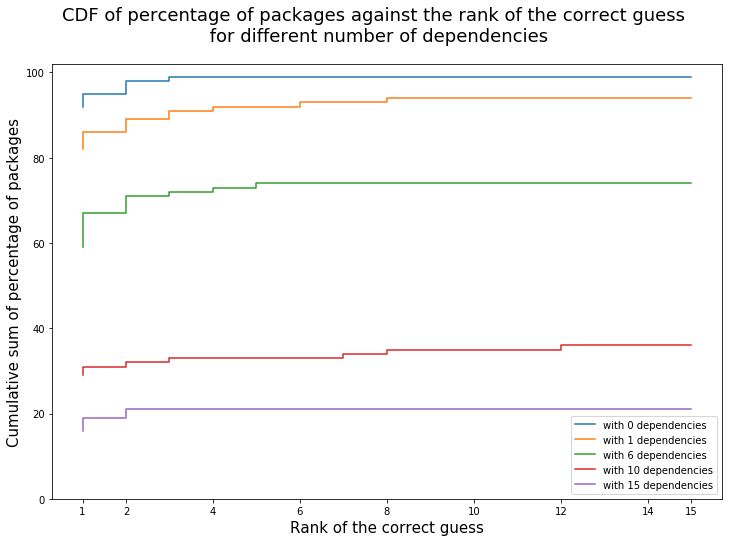 CDF of percentage of packages against the rank of the correct guess
for different number of dependencies
Cumulative sum of percentage of packages
100
80
60
40
20
0
with 0 dependencies
with 1 dependencies
with 6 dependencies
with 10 dependencies
with 15 dependencies
1 2 4 6 8 10 12 14 15
Rank of the correct guess